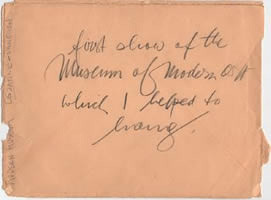 first show of the
Museum of Modern Art
which I helped to
hang.